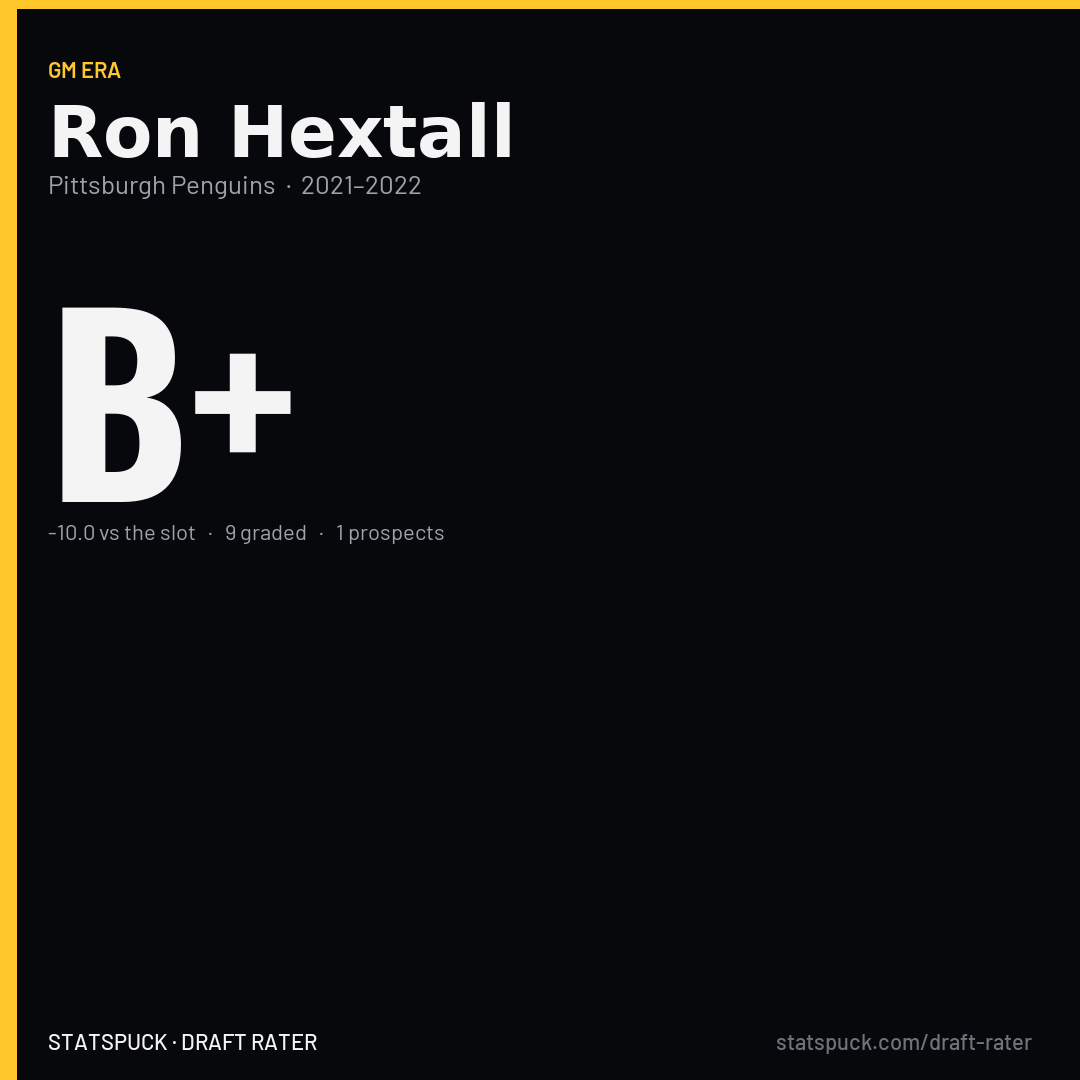 GM ERA
Ron Hextall
Pittsburgh Penguins · 2021–2022
B+
-10.0 vs the slot · 9 graded · 1 prospects
STATSPUCK · DRAFT RATER
statspuck.com/draft-rater